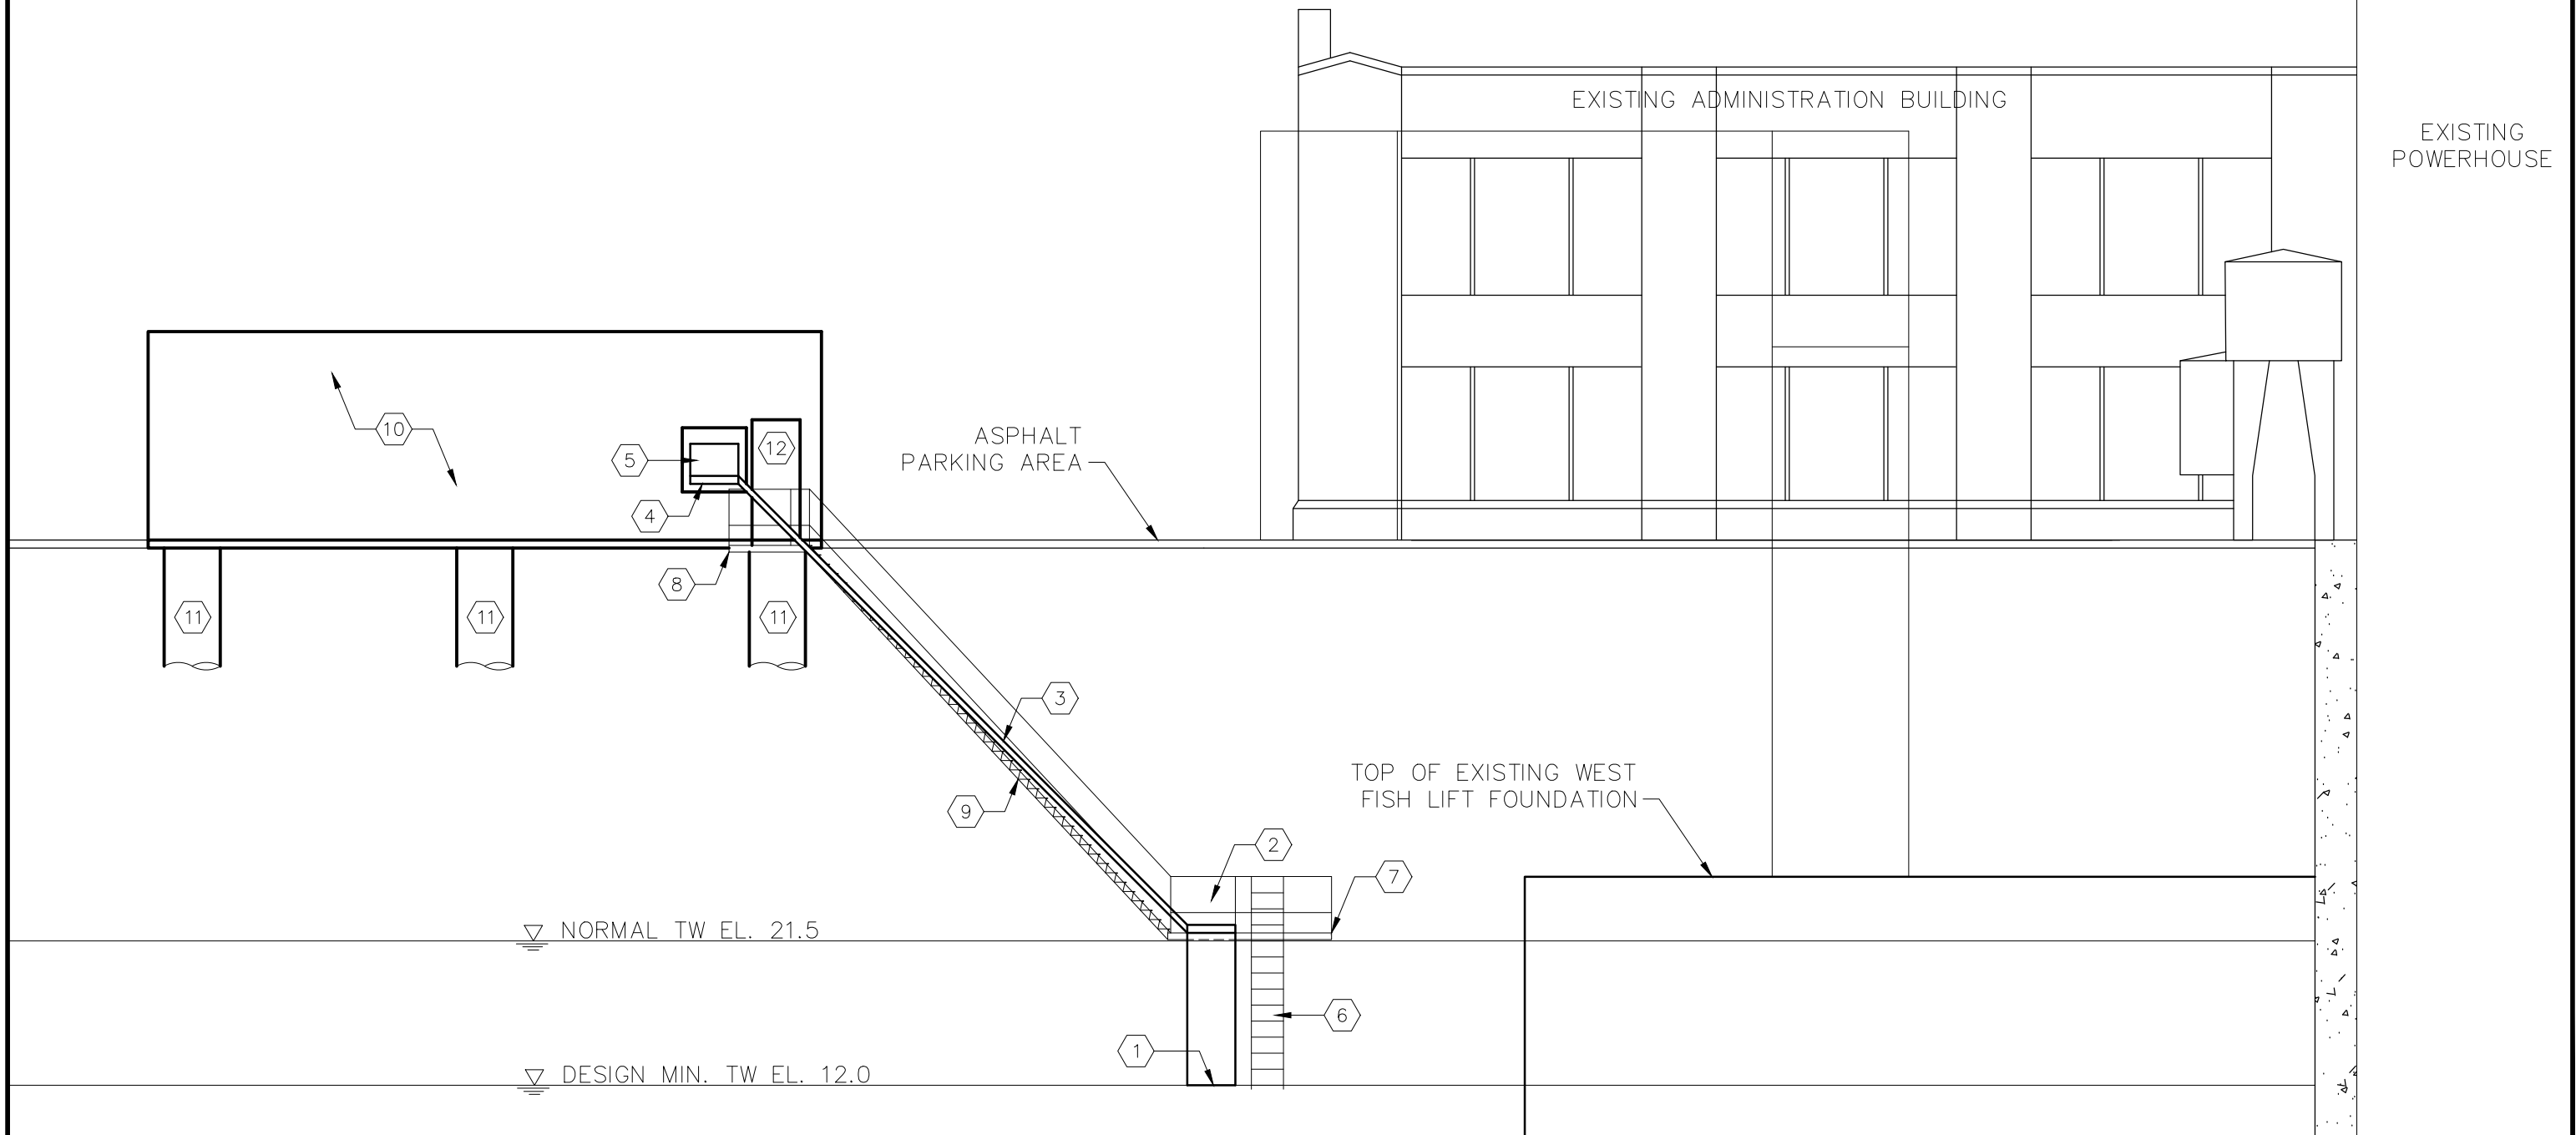 EXISTING ADMINISTRATION BUILDING
EXISTING
POWERHOUSE
10
5
12
ASPHALT
PARKING AREA
4
8
11
11
11
3
9
TOP OF EXISTING WEST
FISH LIFT FOUNDATION
2
7
NORMAL TW EL. 21.5
6
1
DESIGN MIN. TW EL. 12.0